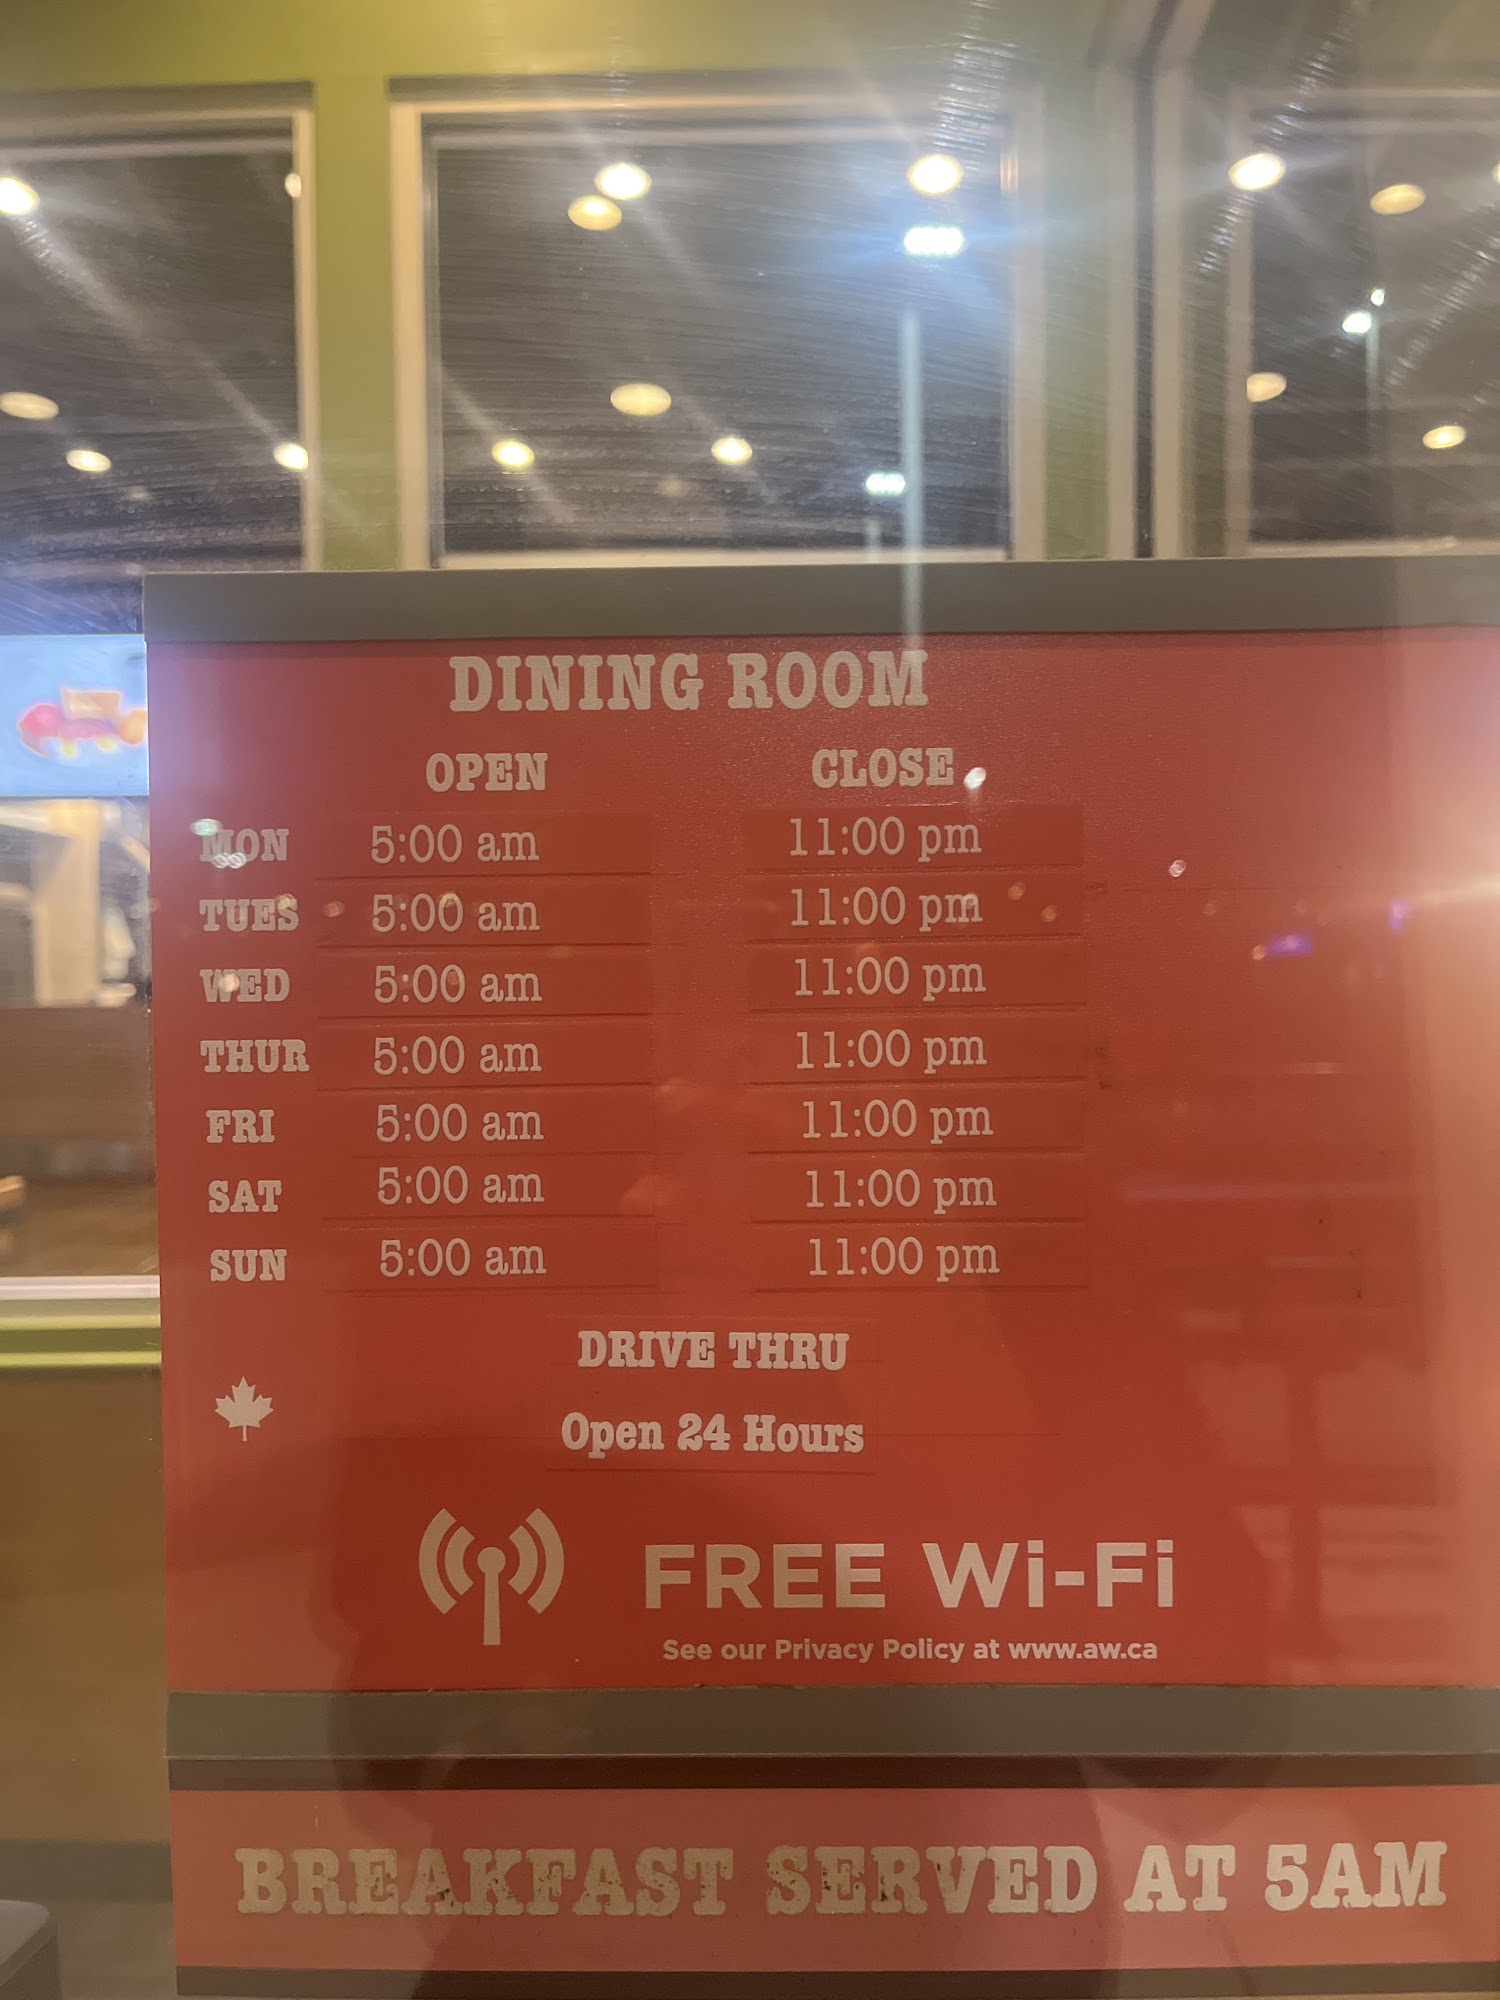 DINING ROOM
OPEN CLOSE
MON 5:00 am 11:00 pm
TUES 5:00 am 11:00 pm
WED 5:00 am 11:00 pm
THUR 5:00 am 11:00 pm
FRI 5:00 am 11:00 pm
SAT 5:00 am 11:00 pm
SUN 5:00 am 11:00 pm
DRIVE THRU
Open 24 Hours
FREE Wi-Fi
See our Privacy Policy at www.aw.ca
BREAKFAST SERVED AT 5AM